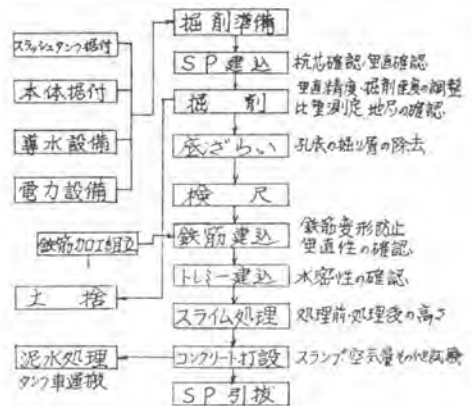 掘削準備
スラッシュタンク据付
SP建込 杭芯確認・垂直確認
本体据付
掘削 垂直精度・掘削速度の調整
比重測定 地層の確認
導水設備
底ざらい 孔底の掘り屑の除去
電力設備
検尺
鉄筋加工組立
鉄筋建込 鉄筋変形防止
垂直性の確認
トレミー建込 水密性の確認
土捨
スライム処理 処理前・処理後の高さ
泥水処理
タンク車運搬
コンクリート打設 スランプ空気量その他試験
SP引抜